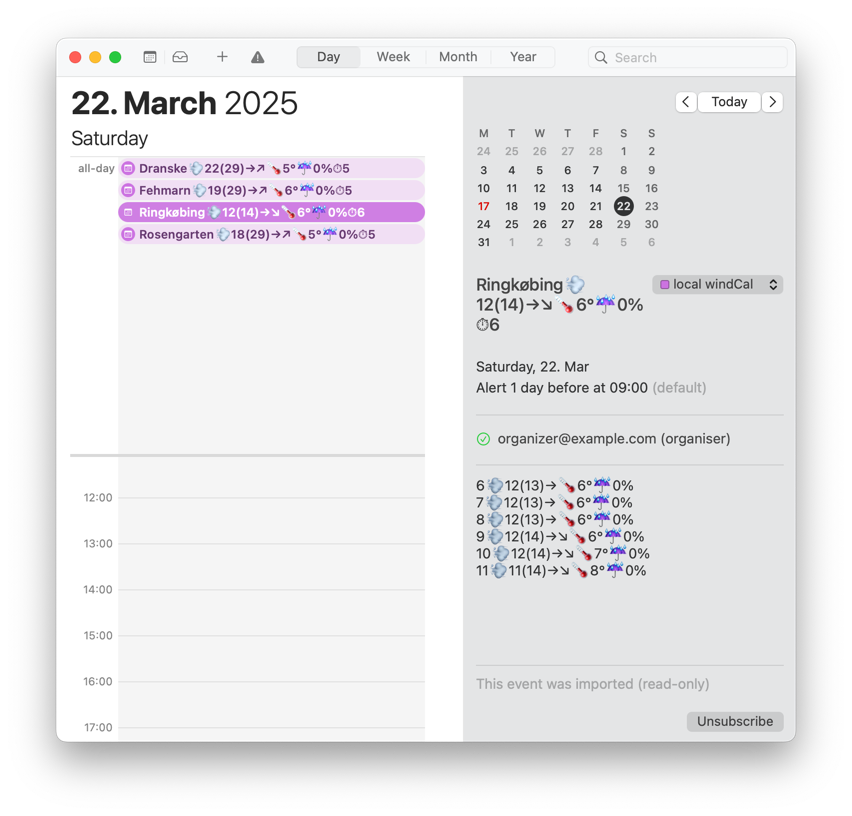 Day Week Month Year Search
22. March 2025
Saturday
all-day
Dranske 💨22(29)→↗ 🌡️5°☔0%⏱5
Fehmarn 💨19(29)→↗ 🌡️6°☔0%⏱5
Ringkøbing 💨12(14)→↘ 🌡️6°☔0%⏱6
Rosengarten 💨18(29)→↗ 🌡️5°☔0%⏱5
12:00
13:00
14:00
15:00
16:00
17:00
< Today >
M T W T F S S
24 25 26 27 28 1 2
3 4 5 6 7 8 9
10 11 12 13 14 15 16
17 18 19 20 21 22 23
24 25 26 27 28 29 30
31 1 2 3 4 5 6
Ringkøbing 💨
12(14)→↘ 🌡️6°☔0%
⏱6
local windCal
Saturday, 22. Mar
Alert 1 day before at 09:00 (default)
organizer@example.com (organiser)
6 💨12(13)→ 🌡️6°☔0%
7 💨12(13)→ 🌡️6°☔0%
8 💨12(13)→ 🌡️6°☔0%
9 💨12(14)→↘ 🌡️6°☔0%
10 💨12(14)→↘ 🌡️7°☔0%
11 💨11(14)→↘ 🌡️8°☔0%
This event was imported (read-only)
Unsubscribe